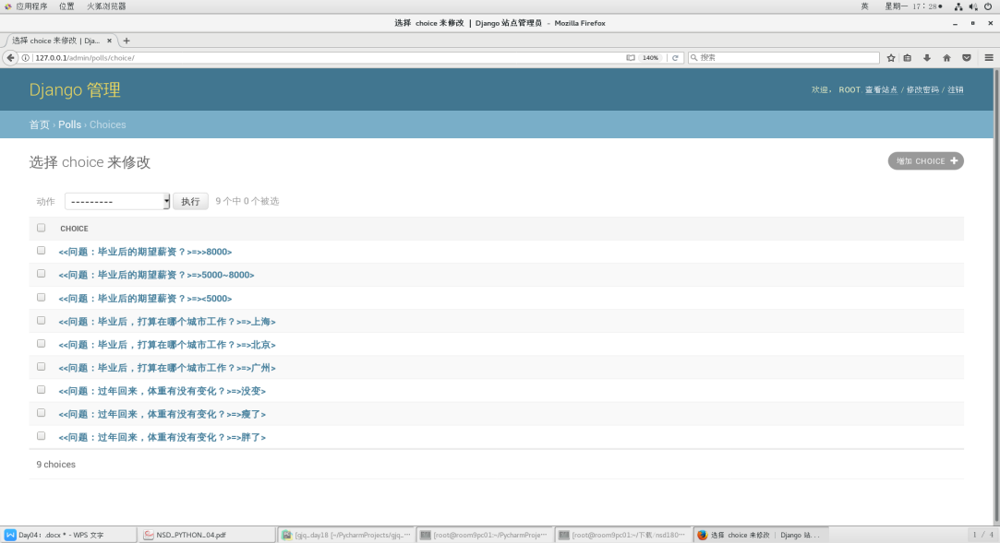 应用程序 位置 火狐浏览器 英 星期一 17：28
选择 choice 来修改 | Django 站点管理员 - Mozilla Firefox
选择 choice 来修改 | Dja...
127.0.0.1/admin/polls/choice/ 140% 搜索
Django 管理 欢迎， ROOT. 查看站点 / 修改密码 / 注销
首页 › Polls › Choices
选择 choice 来修改 增加 CHOICE
动作 --------- 执行 9 个中 0 个被选
CHOICE
<<问题：毕业后的期望薪资？>=>>8000>
<<问题：毕业后的期望薪资？>=>5000~8000>
<<问题：毕业后的期望薪资？>=><5000>
<<问题：毕业后，打算在哪个城市工作？>=>上海>
<<问题：毕业后，打算在哪个城市工作？>=>北京>
<<问题：毕业后，打算在哪个城市工作？>=>广州>
<<问题：过年回来，体重有没有变化？>=>没变>
<<问题：过年回来，体重有没有变化？>=>瘦了>
<<问题：过年回来，体重有没有变化？>=>胖了>
9 choices
Day04：.docx * - WPS 文字 NSD_PYTHON_04.pdf [gjq_day18 [~/PycharmProjects/gjq_... [root@room9pc01:~/PycharmProje... [root@room9pc01:~/下载/nsd180... 选择 choice 来修改 | Django 站... 1 / 4